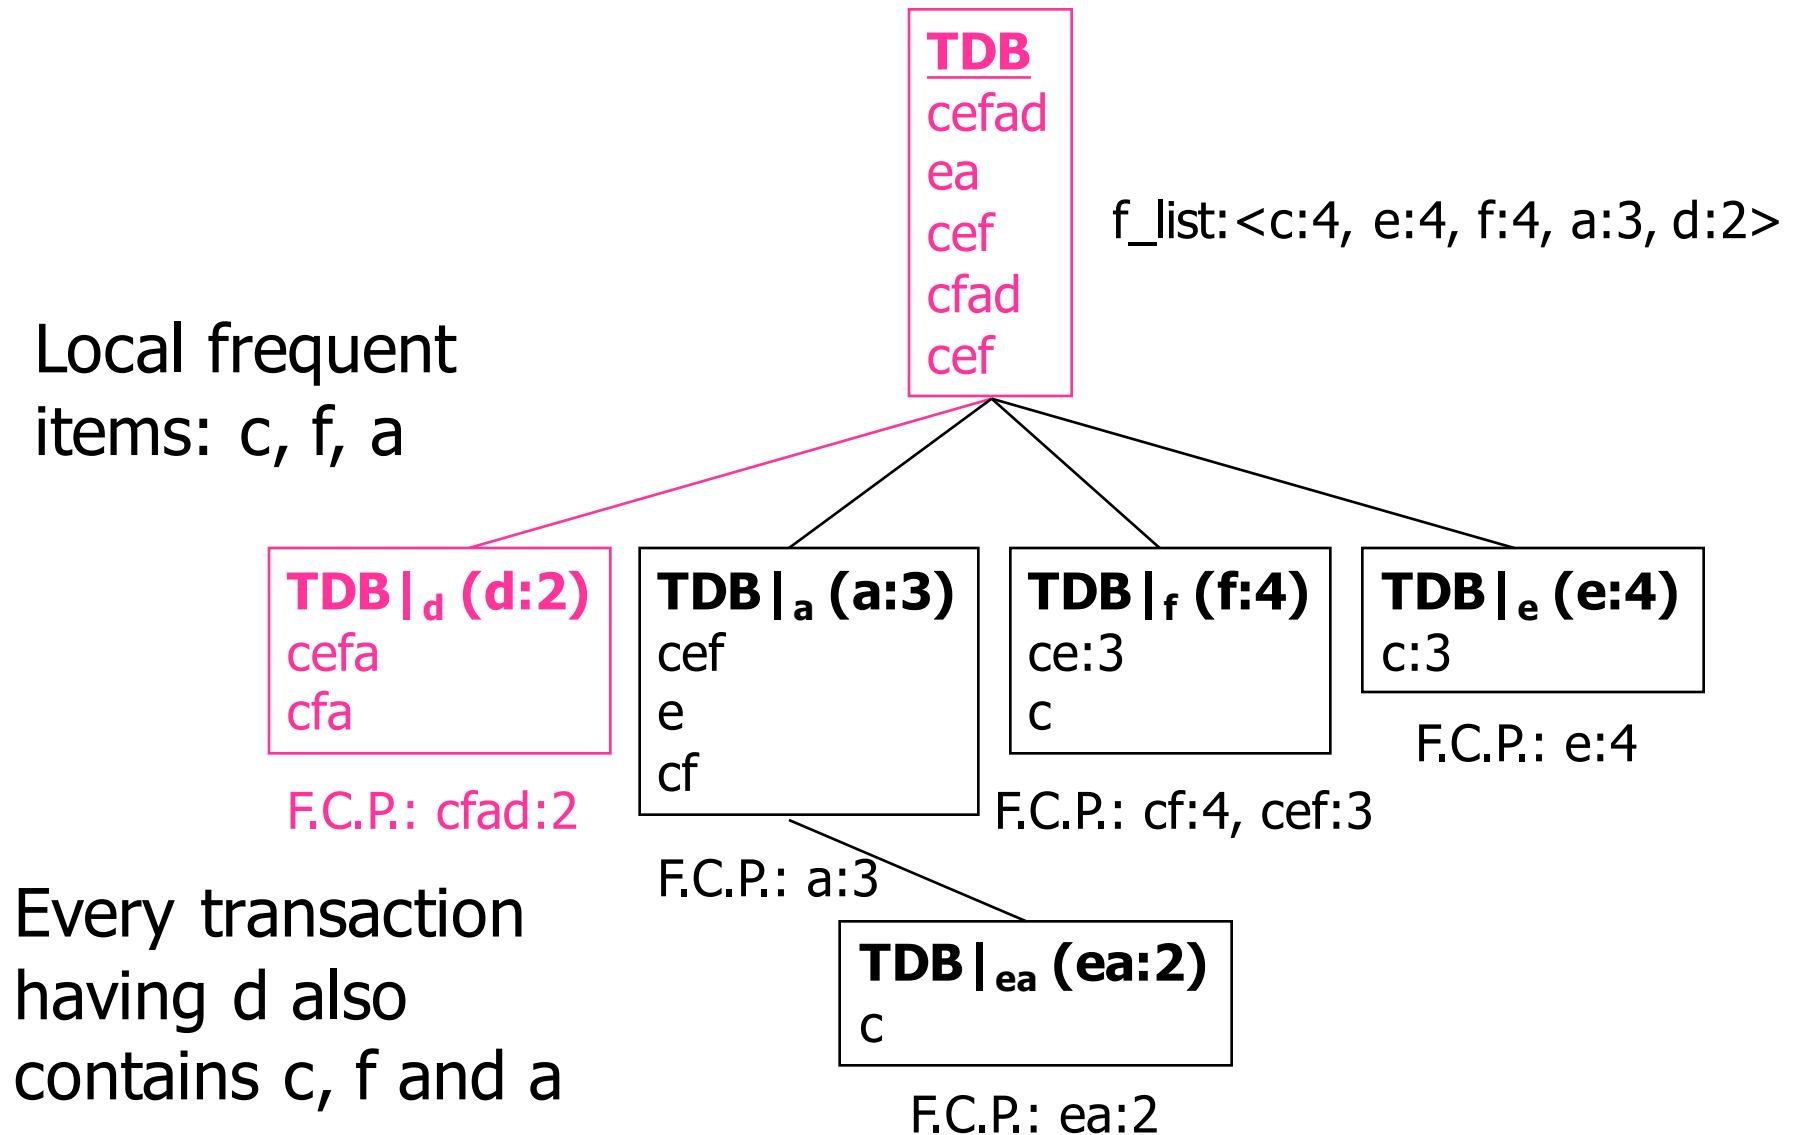 TDB
cefad
ea
cef
cfad
cef
f_list:<c:4, e:4, f:4, a:3, d:2>
Local frequent
items: c, f, a
TDB|d (d:2)
cefa
cfa
F.C.P.: cfad:2
TDB|a (a:3)
cef
e
cf
F.C.P.: a:3
TDB|f (f:4)
ce:3
c
F.C.P.: cf:4, cef:3
TDB|e (e:4)
c:3
F.C.P.: e:4
Every transaction
having d also
contains c, f and a
TDB|ea (ea:2)
c
F.C.P.: ea:2